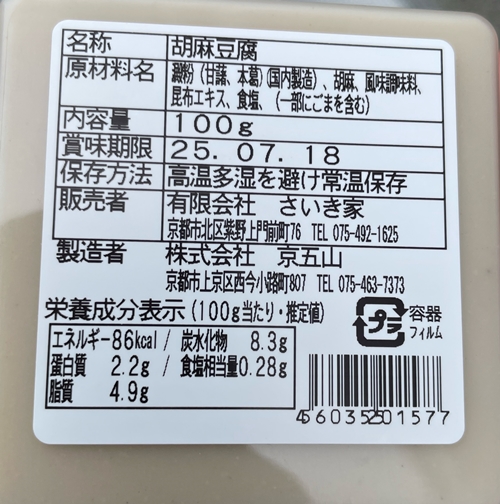 名称 胡麻豆腐
原材料名 澱粉(甘藷、本葛)(国内製造)、胡麻、風味調味料、
昆布エキス、食塩、(一部にごまを含む)
内容量 100g
賞味期限 25.07.18
保存方法 高温多湿を避け常温保存
販売者 有限会社 さいき家
京都市北区紫野上門前町76 TEL 075-492-1625
製造者 株式会社 京五山
京都市上京区西今小路町807 TEL 075-463-7373
栄養成分表示(100g当たり・推定値)
エネルギー86kcal / 炭水化物 8.3g
蛋白質 2.2g / 食塩相当量0.28g
脂質 4.9g
プラ
容器
フィルム
4560352501577